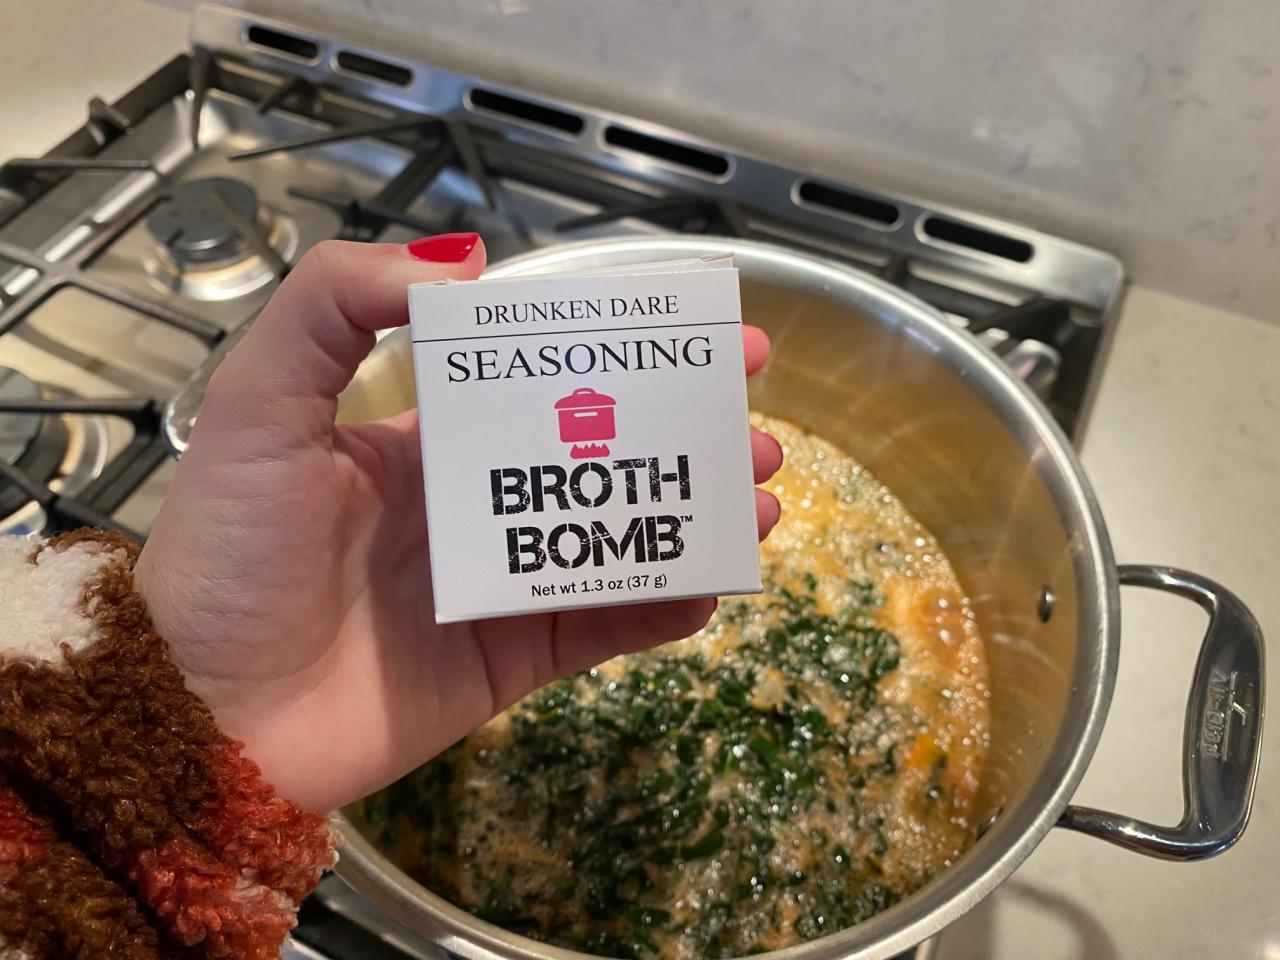 DRUNKEN DARE
SEASONING
BROTH
BOMB™
Net wt 1.3 oz (37 g)
All-Clad